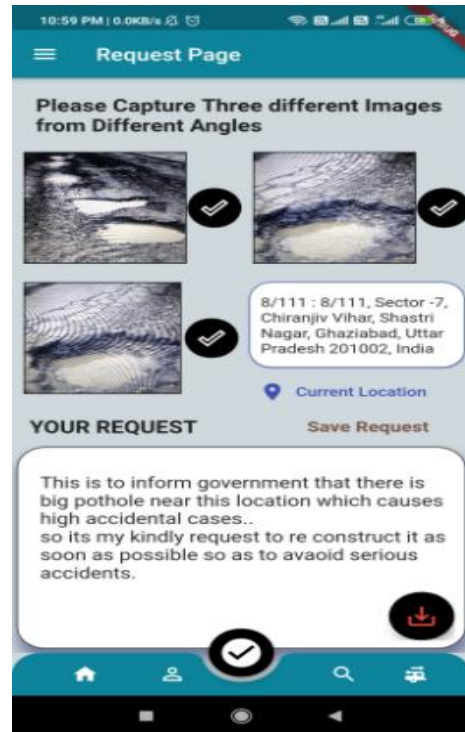 10:59 PM | 0.0KB/s
Request Page
Please Capture Three different Images
from Different Angles
8/111 : 8/111, Sector -7,
Chiranjiv Vihar, Shastri
Nagar, Ghaziabad, Uttar
Pradesh 201002, India
Current Location
YOUR REQUEST
Save Request
This is to inform government that there is
big pothole near this location which causes
high accidental cases..
so its my kindly request to re construct it as
soon as possible so as to avaoid serious
accidents.